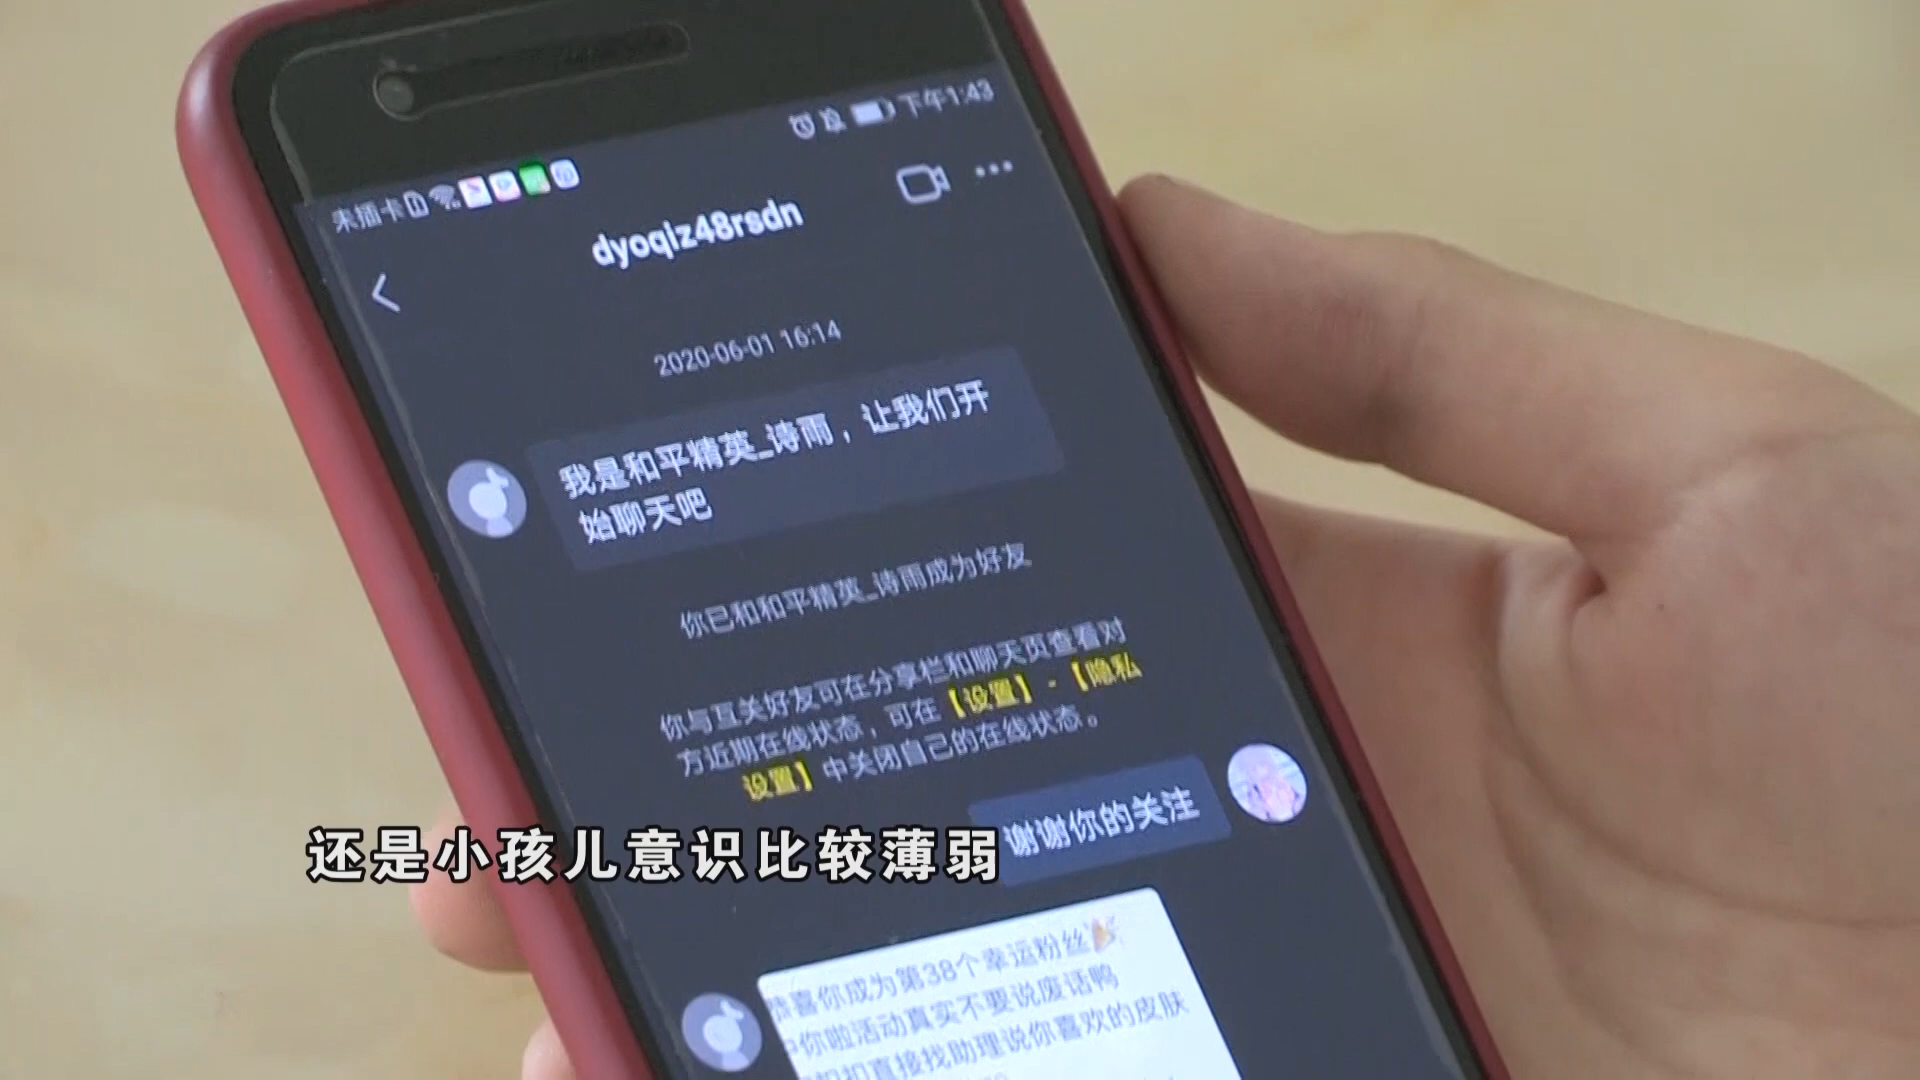 下午1:43
未插卡
dyoqiz48rsdn
2020-06-01 16:14
我是和平精英_诗雨，让我们开
始聊天吧
你已和和平精英_诗雨成为好友
你与互关好友可在分享栏和聊天页查看对
方近期在线状态，可在【设置】-【隐私
设置】中关闭自己的在线状态。
谢谢你的关注
还是小孩儿意识比较薄弱
恭喜你成为第38个幸运粉丝
你啦活动真实不要说废话鸭
扣直接找助理说你喜欢的皮肤